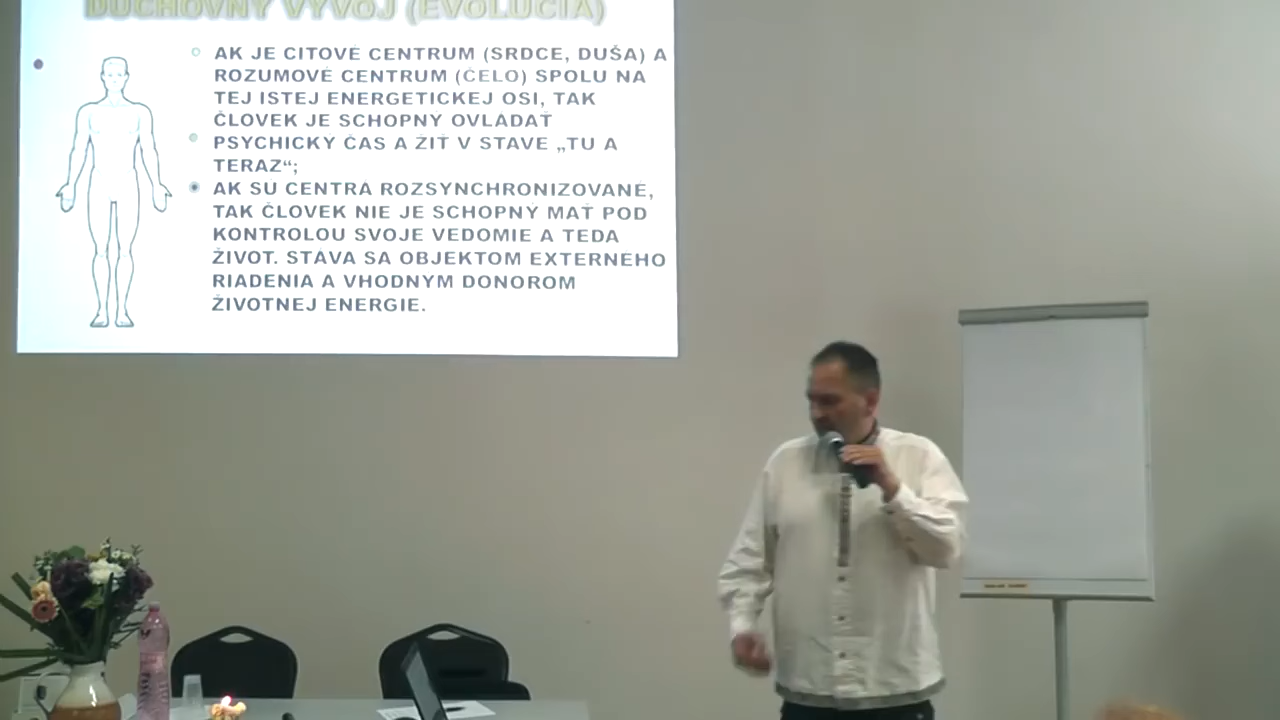 DUCHOVNÝ VÝVOJ (EVOLÚCIA)
AK JE CITOVÉ CENTRUM (SRDCE, DUŠA) A
ROZUMOVÉ CENTRUM (ČELO) SPOLU NA
TEJ ISTEJ ENERGETICKEJ OSI, TAK
ČLOVEK JE SCHOPNÝ OVLÁDAŤ
PSYCHICKÝ ČAS A ŽIŤ V STAVE „TU A
TERAZ“;
AK SÚ CENTRÁ ROZSYNCHRONIZOVANÉ,
TAK ČLOVEK NIE JE SCHOPNÝ MAŤ POD
KONTROLOU SVOJE VEDOMIE A TEDA
ŽIVOT. STÁVA SA OBJEKTOM EXTERNÉHO
RIADENIA A VHODNÝM DONOROM
ŽIVOTNEJ ENERGIE.